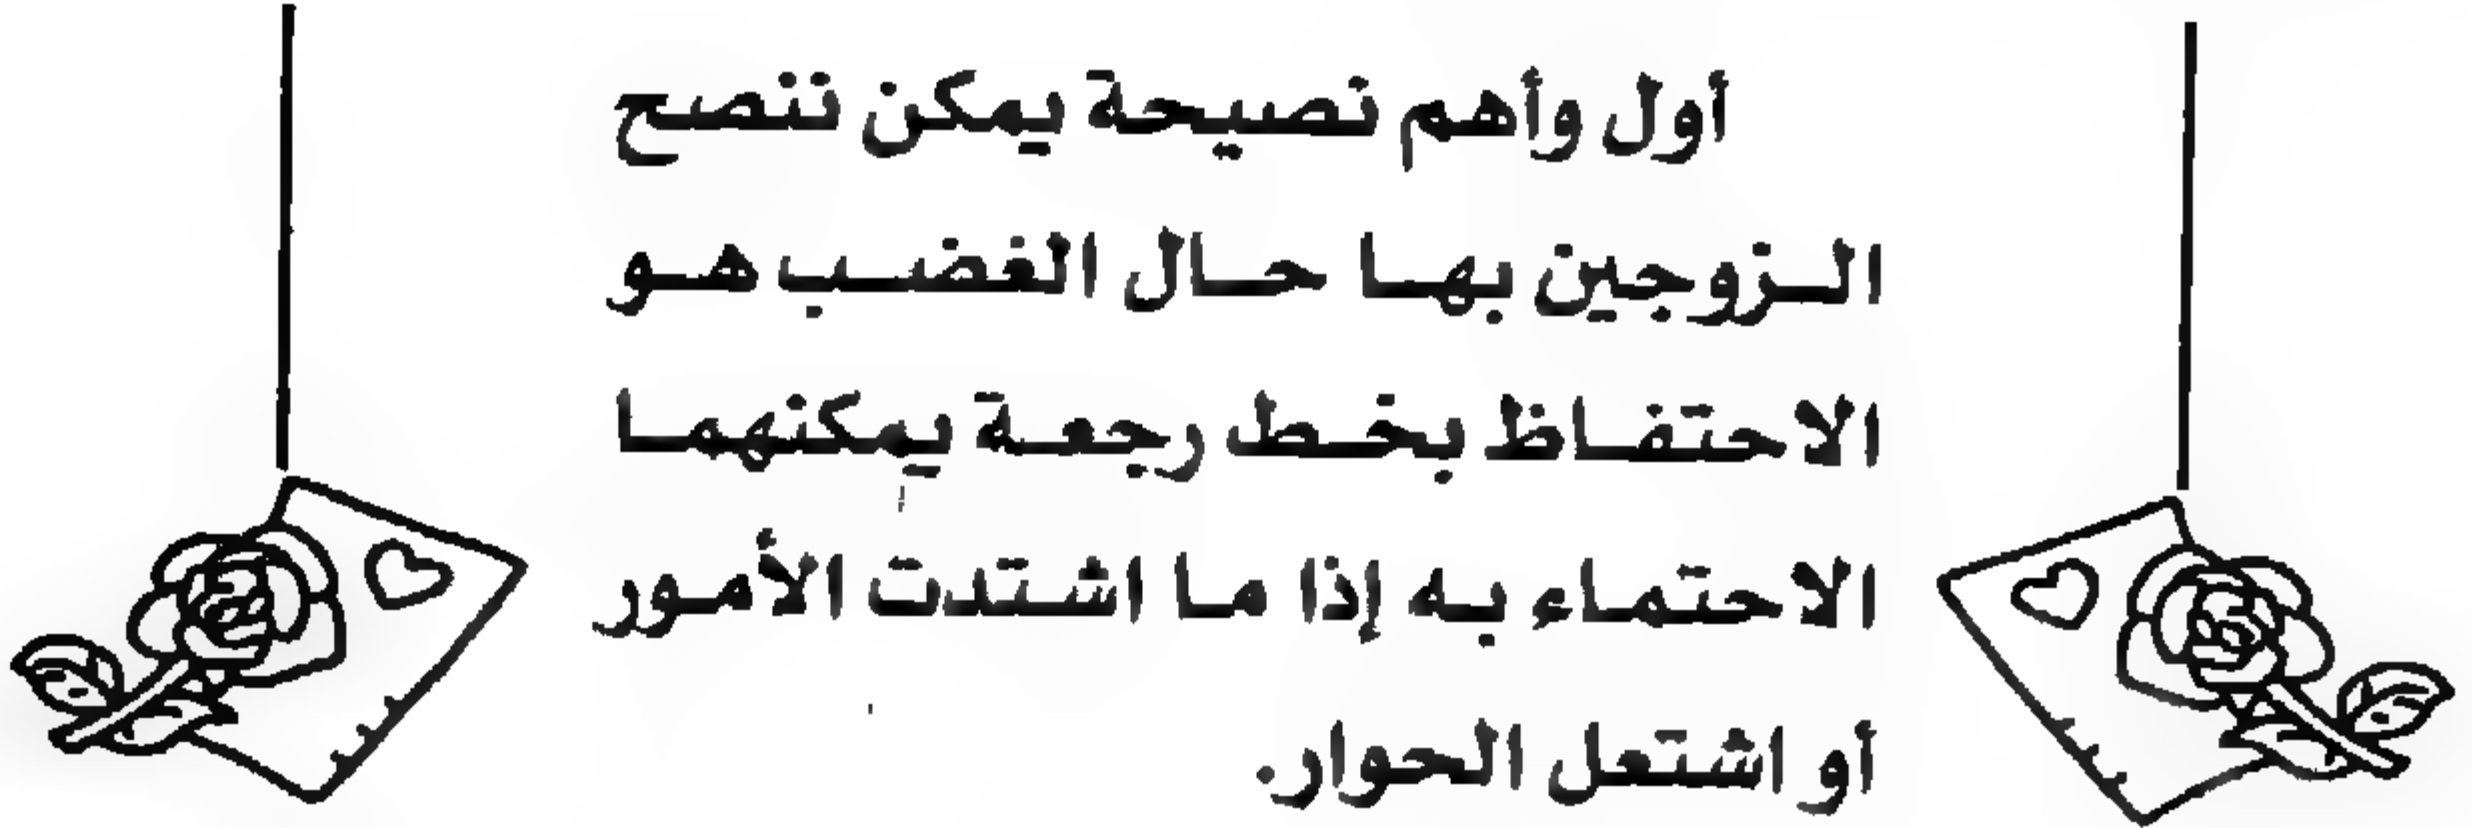 أول وأهم نصيحة يمكن ننصح
الـزوجين بهـا حـال الغضـب هـو
الاحتفـاظ بخـط رجعـة يمكنهمـا
الاحتماء بـه إذا مـا اشـتدت الأمـور
أو اشتعل الحوار.